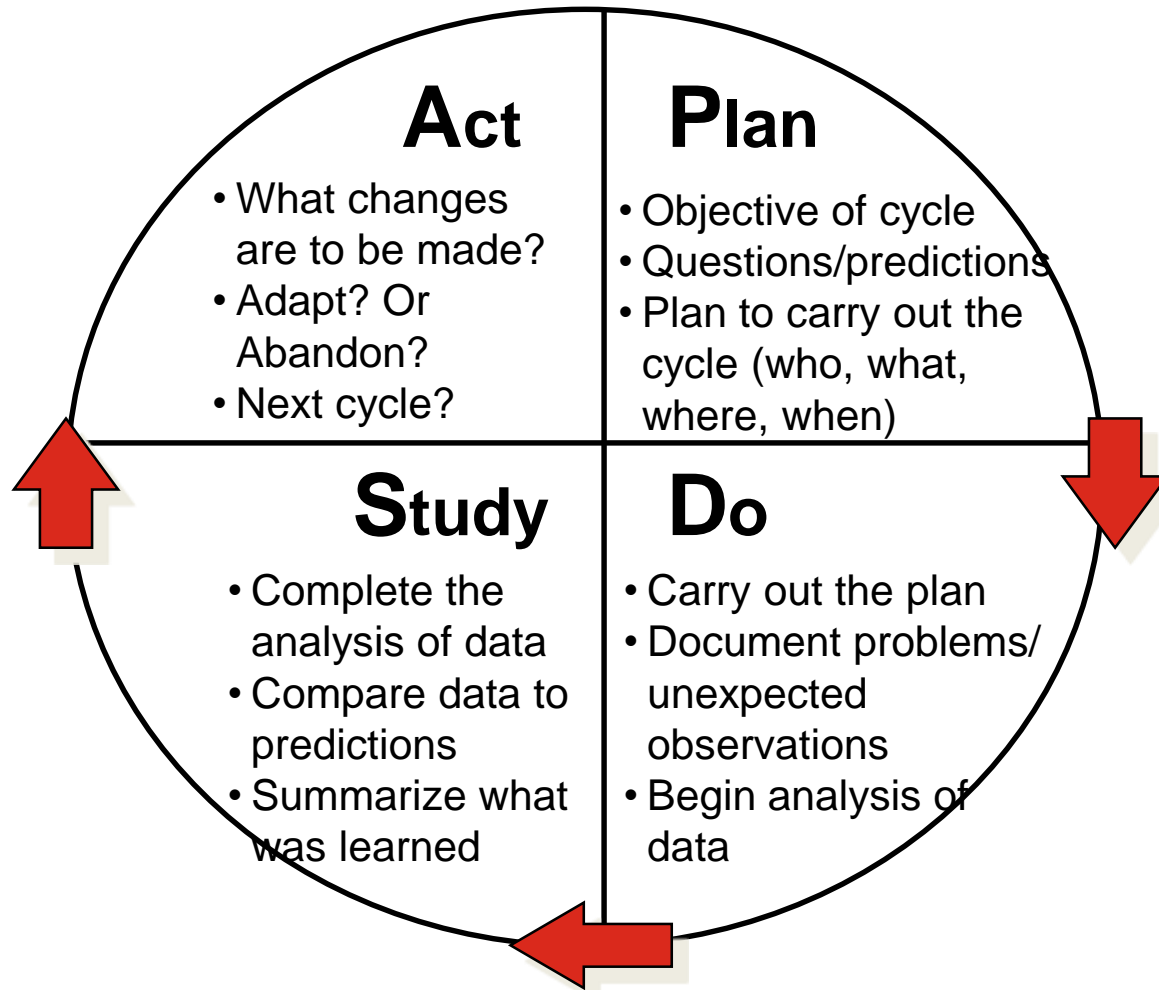 Act
• What changes
are to be made?
• Adapt? Or
Abandon?
• Next cycle?
Plan
• Objective of cycle
• Questions/predictions
• Plan to carry out the
cycle (who, what,
where, when)
Study
• Complete the
analysis of data
• Compare data to
predictions
• Summarize what
was learned
Do
• Carry out the plan
• Document problems/
unexpected
observations
• Begin analysis of
data